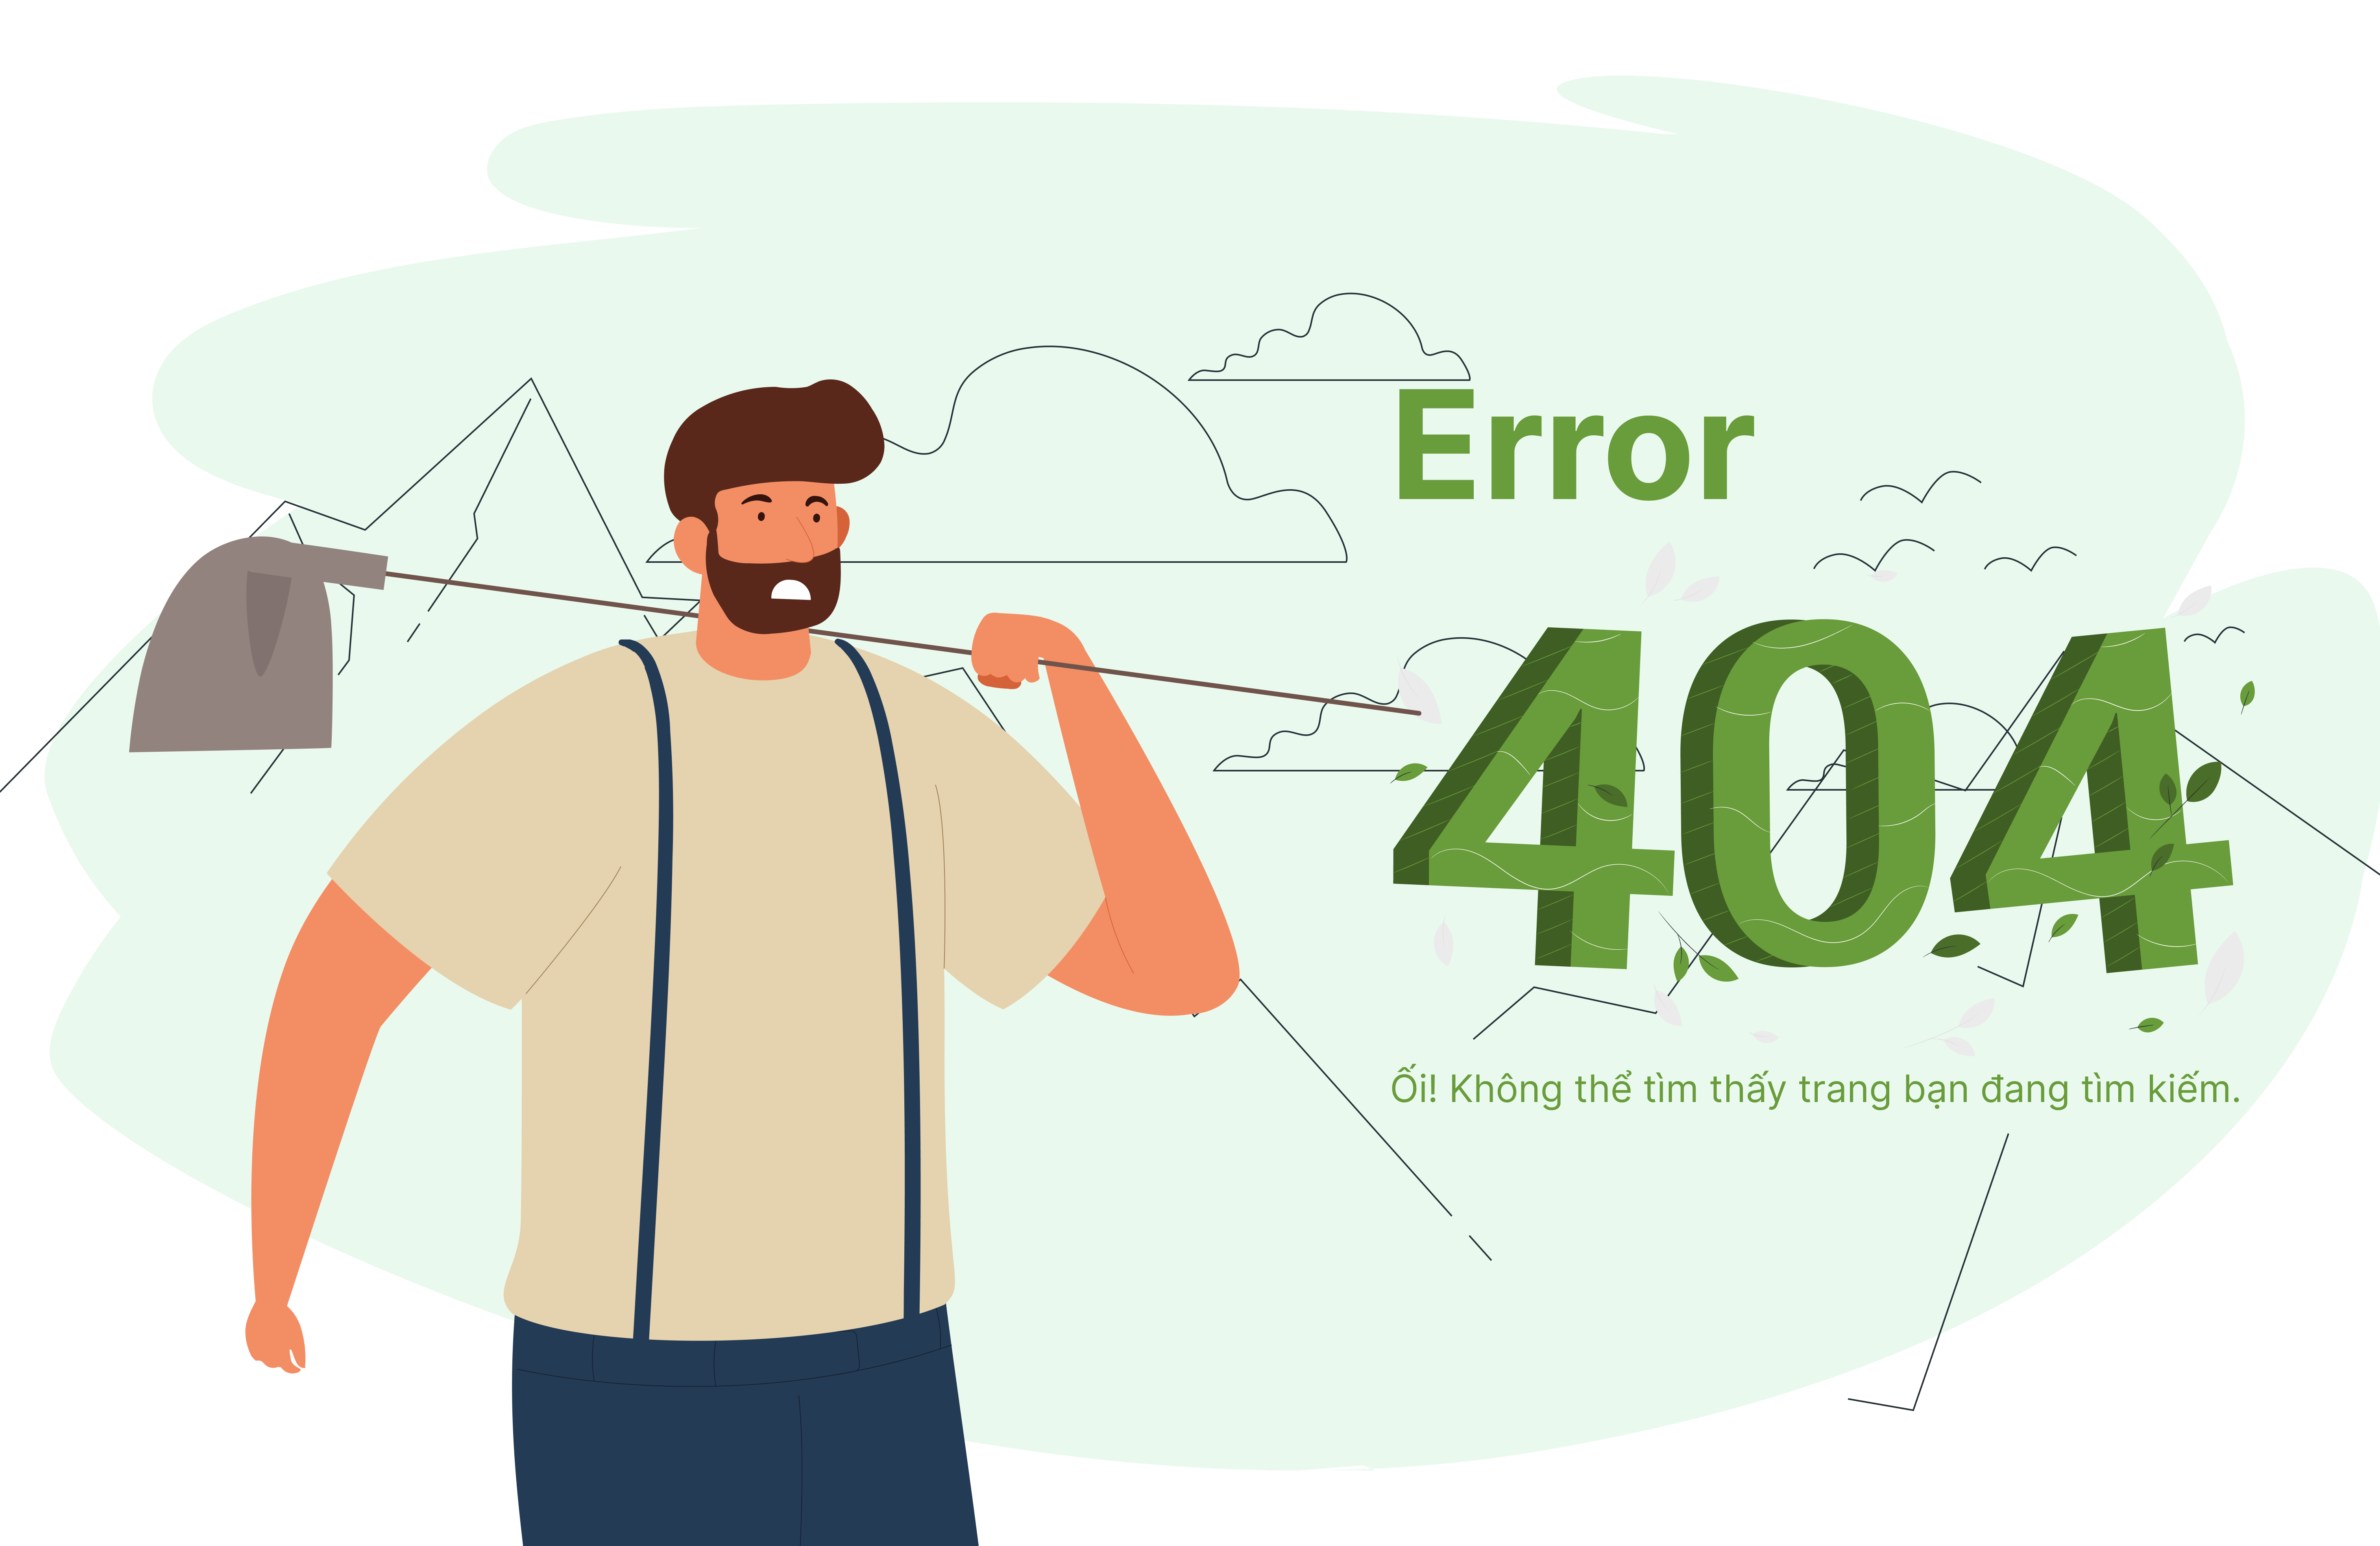 Error
404
Ối! Không thể tìm thấy trang bạn đang tìm kiếm.